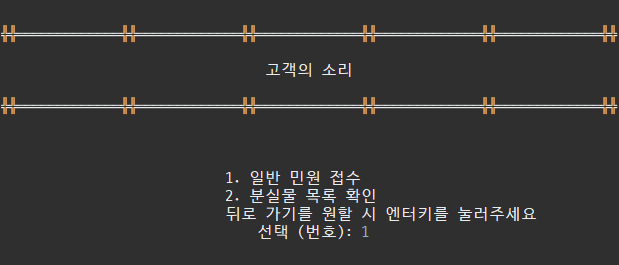 고객의 소리
1. 일반 민원 접수
2. 분실물 목록 확인
뒤로 가기를 원할 시 엔터키를 눌러주세요
선택 (번호): 1